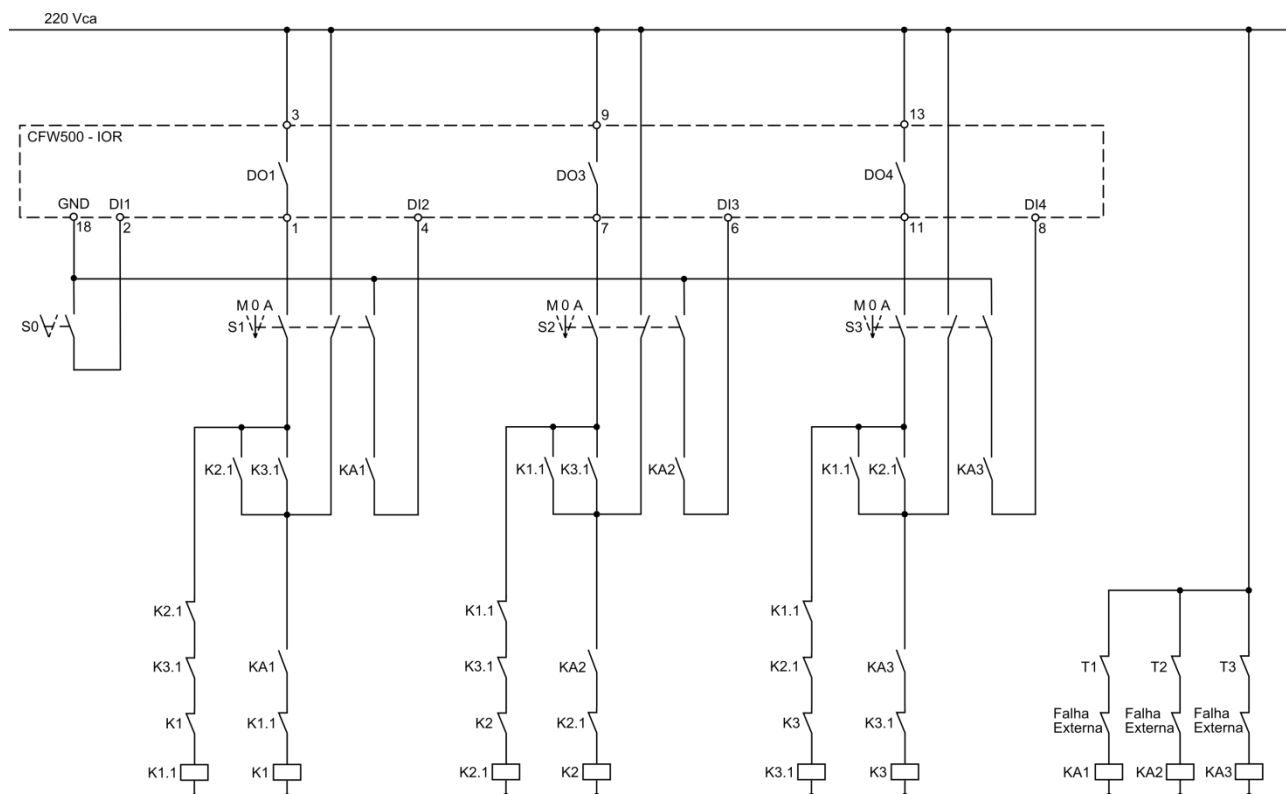 220 Vca
3 9 13
CFW500 - IOR
DO1 DO3 DO4
GND DI1 DI2 DI3 DI4
18 2 1 4 7 6 11 8
M 0 A M 0 A M 0 A
S0 S1 S2 S3
K2.1 K3.1 KA1 K1.1 K3.1 KA2 K1.1 K2.1 KA3
K2.1 K1.1 K1.1
K3.1 KA1 K3.1 KA2 K2.1 KA3 T1 T2 T3
K1 K1.1 K2 K2.1 K3 K3.1
Falha Falha Falha
Externa Externa Externa
K1.1 K1 K2.1 K2 K3.1 K3 KA1 KA2 KA3